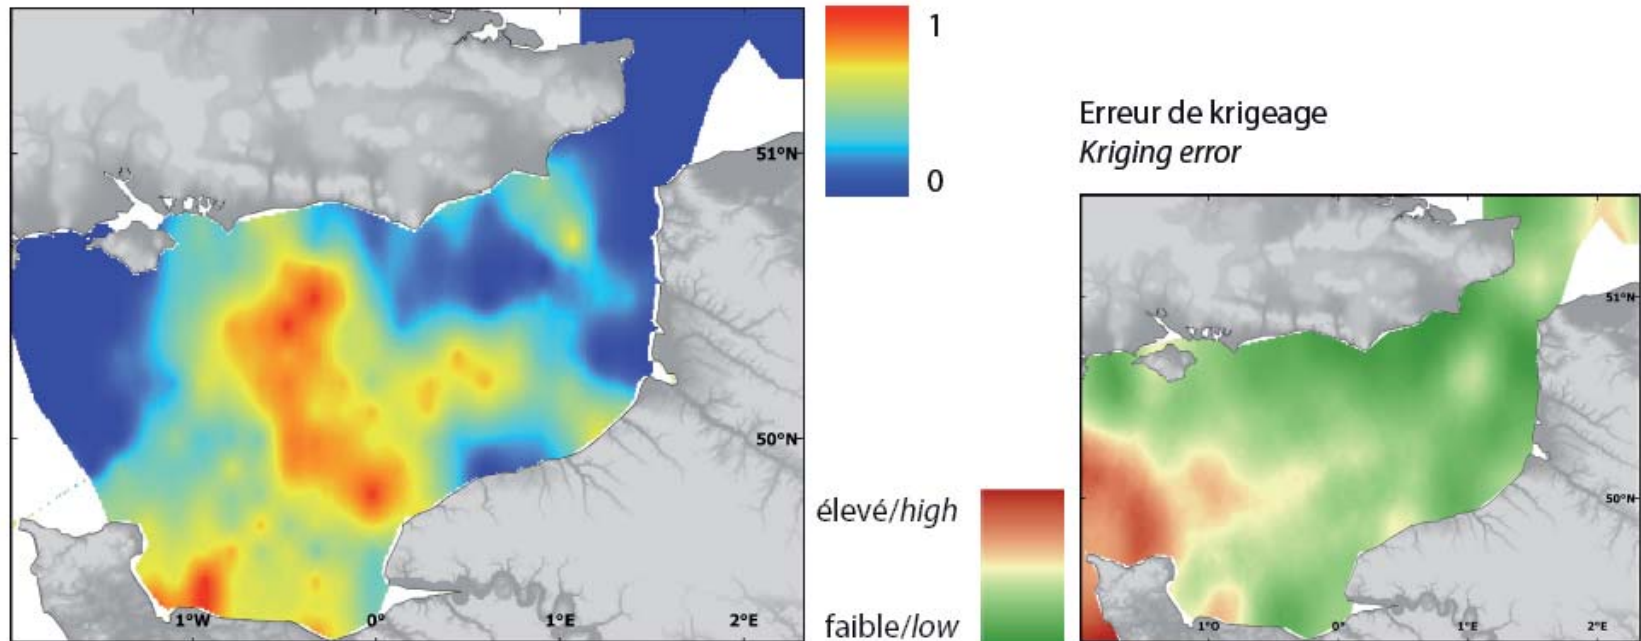 1
0
51°N
50°N
1°W
0°
1°E
2°E
Erreur de krigeage
Kriging error
élevé/high
faible/low
51°N
50°N
1°O
0°
1°E
2°E